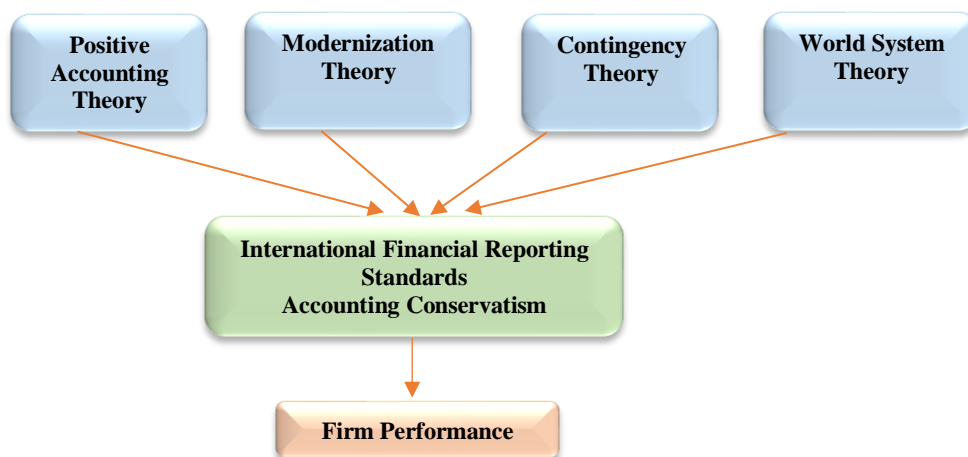 Positive
Accounting
Theory
Modernization
Theory
Contingency
Theory
World System
Theory
International Financial Reporting
Standards
Accounting Conservatism
Firm Performance